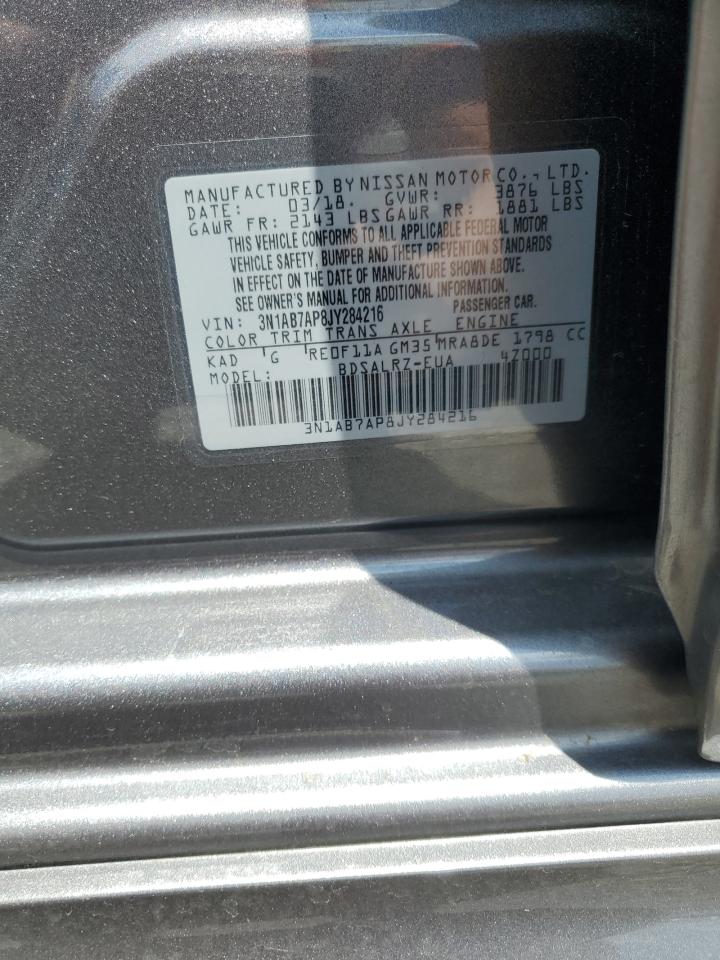 MANUFACTURED BY NISSAN MOTOR CO., LTD.
DATE: 03/18. GVWR: 3876 LBS
GAWR FR: 2143 LBS GAWR RR: 1881 LBS
THIS VEHICLE CONFORMS TO ALL APPLICABLE FEDERAL MOTOR
VEHICLE SAFETY, BUMPER AND THEFT PREVENTION STANDARDS
IN EFFECT ON THE DATE OF MANUFACTURE SHOWN ABOVE.
SEE OWNER'S MANUAL FOR ADDITIONAL INFORMATION.
VIN: 3N1AB7AP8JY284216 PASSENGER CAR.
COLOR TRIM TRANS AXLE ENGINE
KAD G RE0F11A GM35 MRA8DE 1798 CC
MODEL: BDSALRZ-EUA 4Z000
3N1AB7AP8JY284216